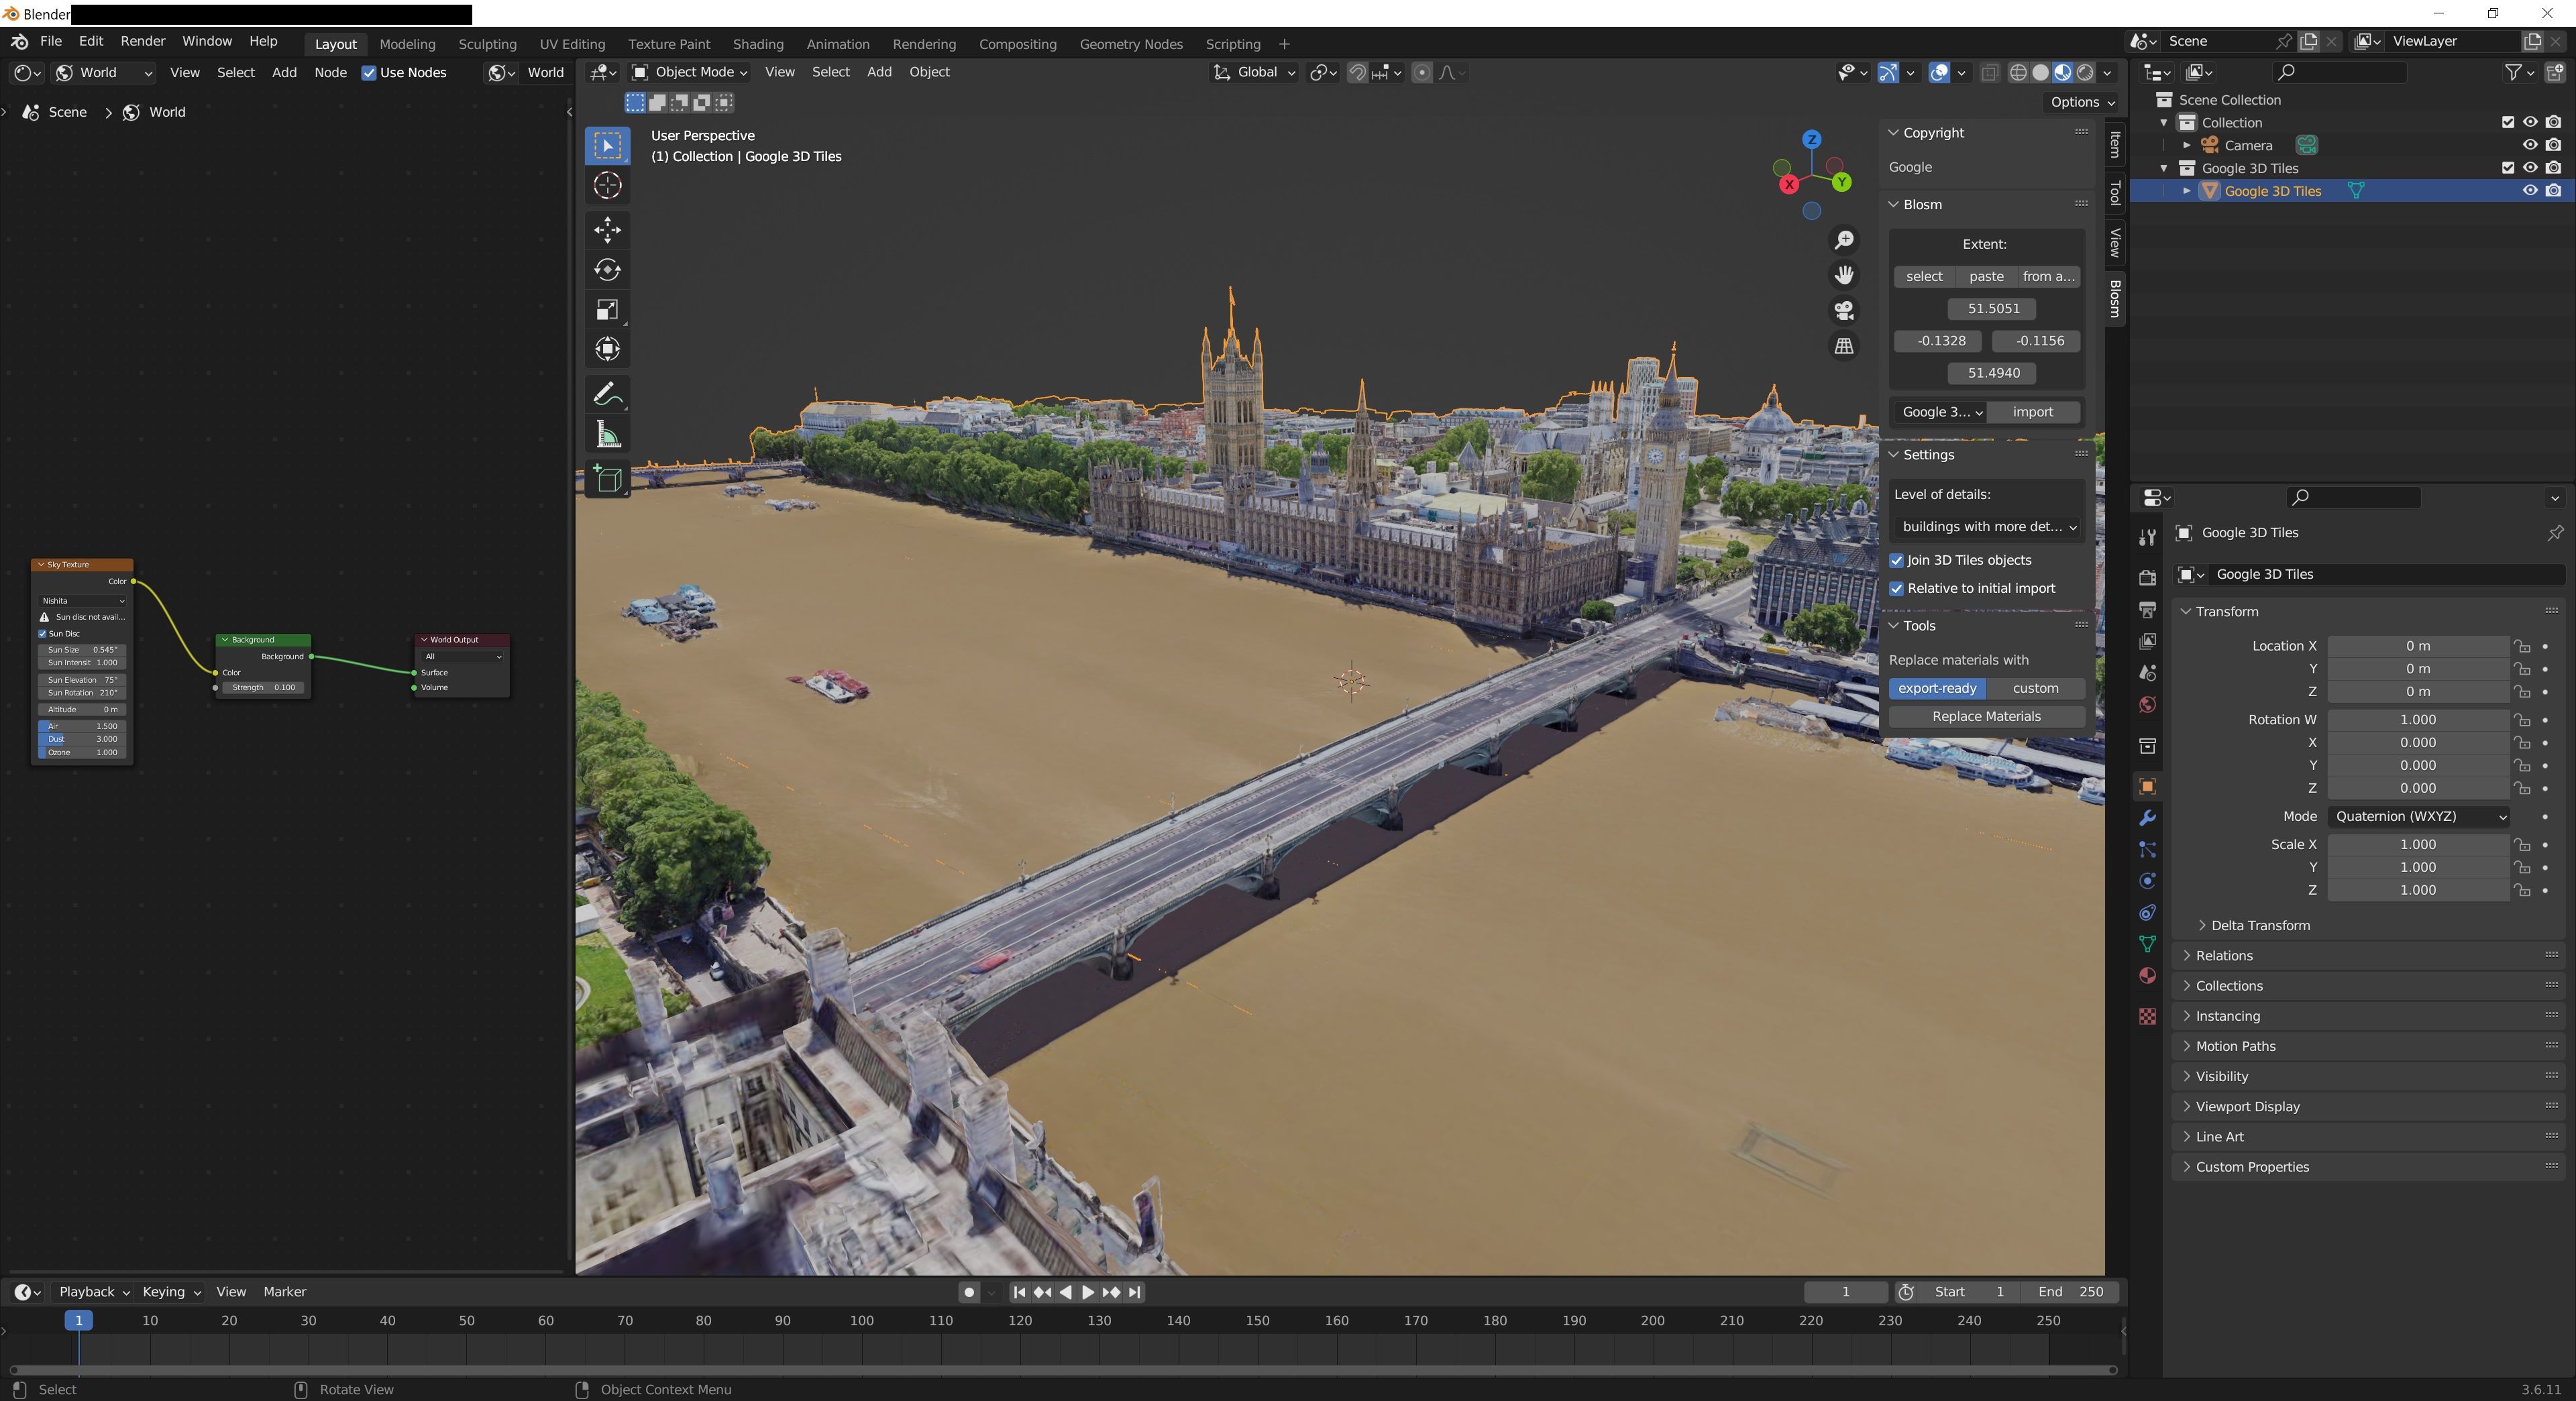 Blender
File Edit Render Window Help Layout Modeling Sculpting UV Editing Texture Paint Shading Animation Rendering Compositing Geometry Nodes Scripting + Scene ViewLayer
World View Select Add Node Use Nodes World
Scene > World
Sky Texture
Color
Nishita
Sun disc not avail...
Sun Disc
Sun Size 0.545°
Sun Intensit 1.000
Sun Elevation 75°
Sun Rotation 210°
Altitude 0 m
Air 1.500
Dust 3.000
Ozone 1.000
Background
Background
Color
Strength 0.100
World Output
All
Surface
Volume
Object Mode View Select Add Object Global
Options
User Perspective
(1) Collection | Google 3D Tiles
Z
X
Y
Copyright
Google
Blosm
Extent:
select paste from a...
51.5051
-0.1328 -0.1156
51.4940
Google 3... import
Settings
Level of details:
buildings with more det...
Join 3D Tiles objects
Relative to initial import
Tools
Replace materials with
export-ready custom
Replace Materials
Item
Tool
View
Blosm
Scene Collection
Collection
Camera
Google 3D Tiles
Google 3D Tiles
Google 3D Tiles
Google 3D Tiles
Transform
Location X 0 m
Y 0 m
Z 0 m
Rotation W 1.000
X 0.000
Y 0.000
Z 0.000
Mode Quaternion (WXYZ)
Scale X 1.000
Y 1.000
Z 1.000
Delta Transform
Relations
Collections
Instancing
Motion Paths
Visibility
Viewport Display
Line Art
Custom Properties
Playback Keying View Marker 1 Start 1 End 250
1 10 20 30 40 50 60 70 80 90 100 110 120 130 140 150 160 170 180 190 200 210 220 230 240 250
Select Rotate View Object Context Menu 3.6.11